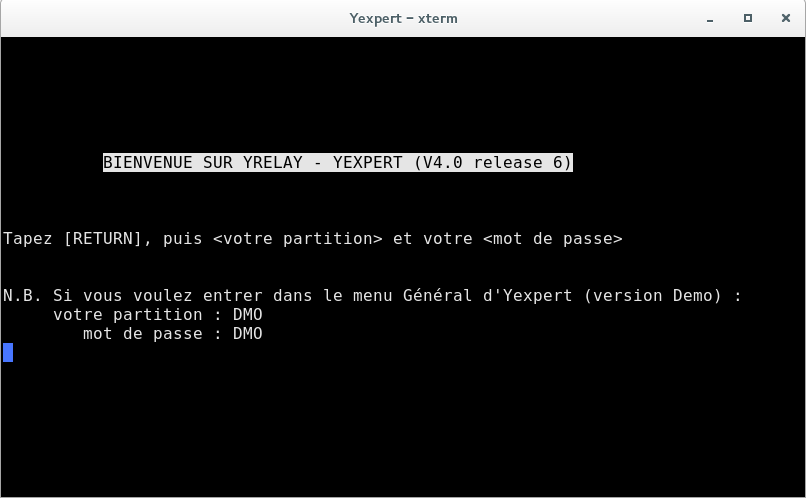 Yexpert – xterm
BIENVENUE SUR YRELAY - YEXPERT (V4.0 release 6)
Tapez [RETURN], puis <votre partition> et votre <mot de passe>
N.B. Si vous voulez entrer dans le menu Général d'Yexpert (version Demo) :
votre partition : DMO
mot de passe : DMO